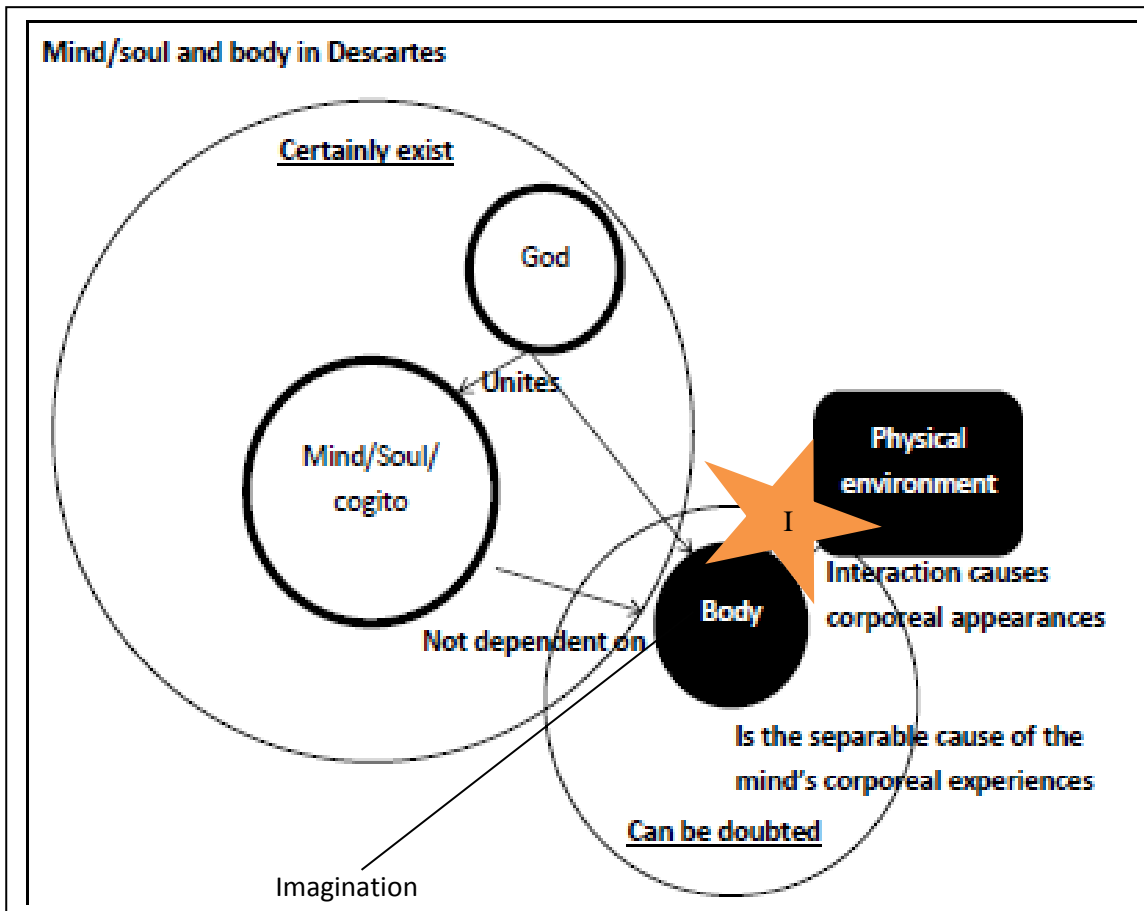 Mind/soul and body in Descartes
Certainly exist
God
Unites
Mind/Soul/
cogito
Physical
environment
I
Interaction causes
corporeal appearances
Body
Not dependent on
Is the separable cause of the
mind's corporeal experiences
Can be doubted
Imagination